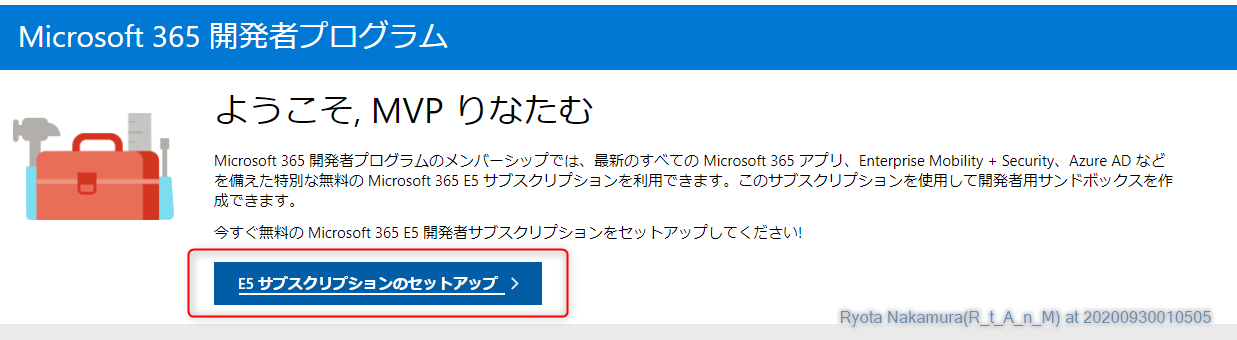 Microsoft 365 開発者プログラム
ようこそ, MVP りなたむ
Microsoft 365 開発者プログラムのメンバーシップでは、最新のすべての Microsoft 365 アプリ、Enterprise Mobility + Security、Azure AD など
を備えた特別な無料の Microsoft 365 E5 サブスクリプションを利用できます。このサブスクリプションを使用して開発者用サンドボックスを作
成できます。
今すぐ無料の Microsoft 365 E5 開発者サブスクリプションをセットアップしてください!
E5 サブスクリプションのセットアップ
Ryota Nakamura(R_t_A_n_M) at 20200930010505